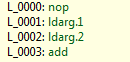 L_0000: nop
L_0001: ldarg.1
L_0002: ldarg.2
L_0003: add